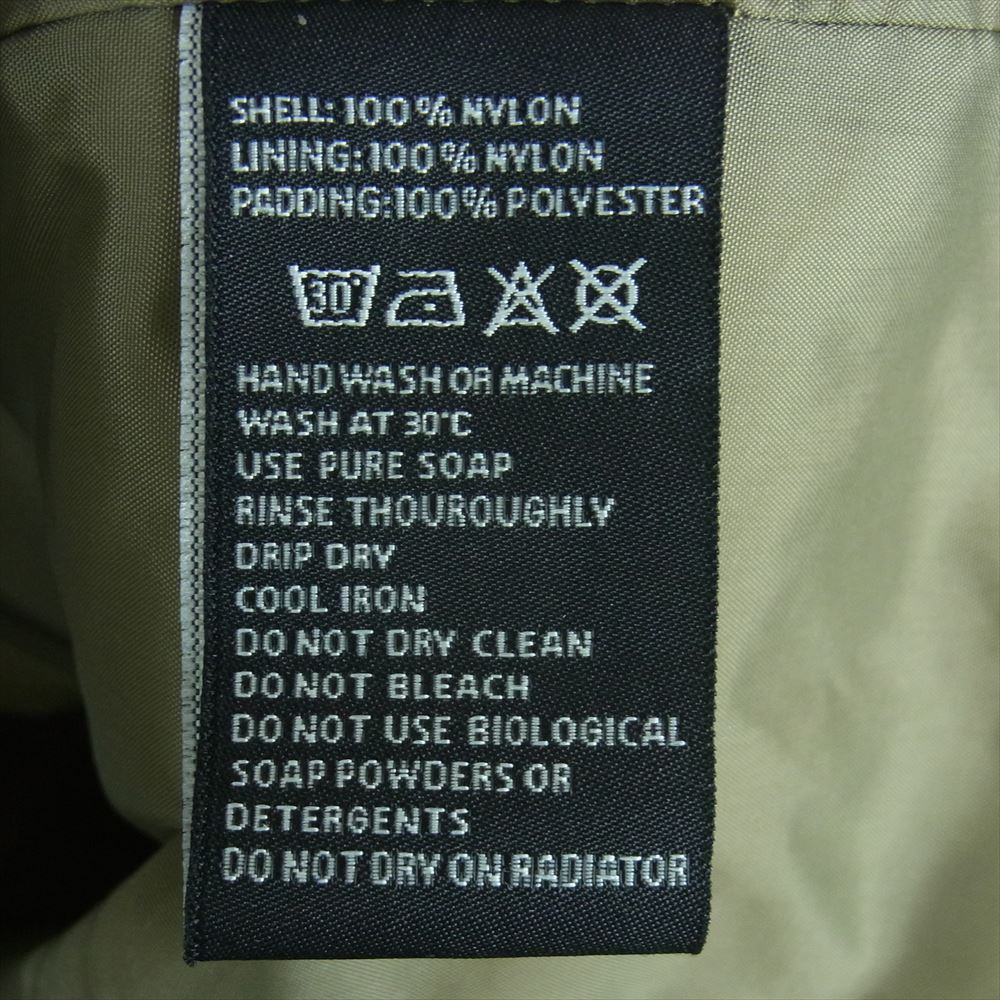 SHELL: 100% NYLON
LINING: 100% NYLON
PADDING: 100% POLYESTER
30°
HAND WASH OR MACHINE
WASH AT 30°C
USE PURE SOAP
RINSE THOUROUGHLY
DRIP DRY
COOL IRON
DO NOT DRY CLEAN
DO NOT BLEACH
DO NOT USE BIOLOGICAL
SOAP POWDERS OR
DETERGENTS
DO NOT DRY ON RADIATOR